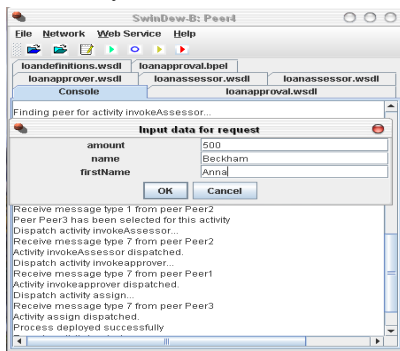 SwinDew-B: Peer4
File Network Web Service Help
loandefinitions.wsdl loanapprover.bpel
loanapprover.wsdl loanassessor.wsdl loanassessor.wsdl
Console loanapproval.wsdl
Finding peer for activity invokeAssessor...
Input data for request
amount 500
name Beckham
firstName Anna
OK Cancel
Receive message type 1 from peer Peer2
Peer Peer3 has been selected for this activity
Dispatch activity invokeAssessor...
Receive message type 7 from peer Peer2
Activity invokeAssessor dispatched.
Dispatch activity invokeapprover...
Receive message type 7 from peer Peer1
Activity invokeapprover dispatched.
Dispatch activity assign...
Receive message type 7 from peer Peer3
Activity assign dispatched.
Process deployed successfully